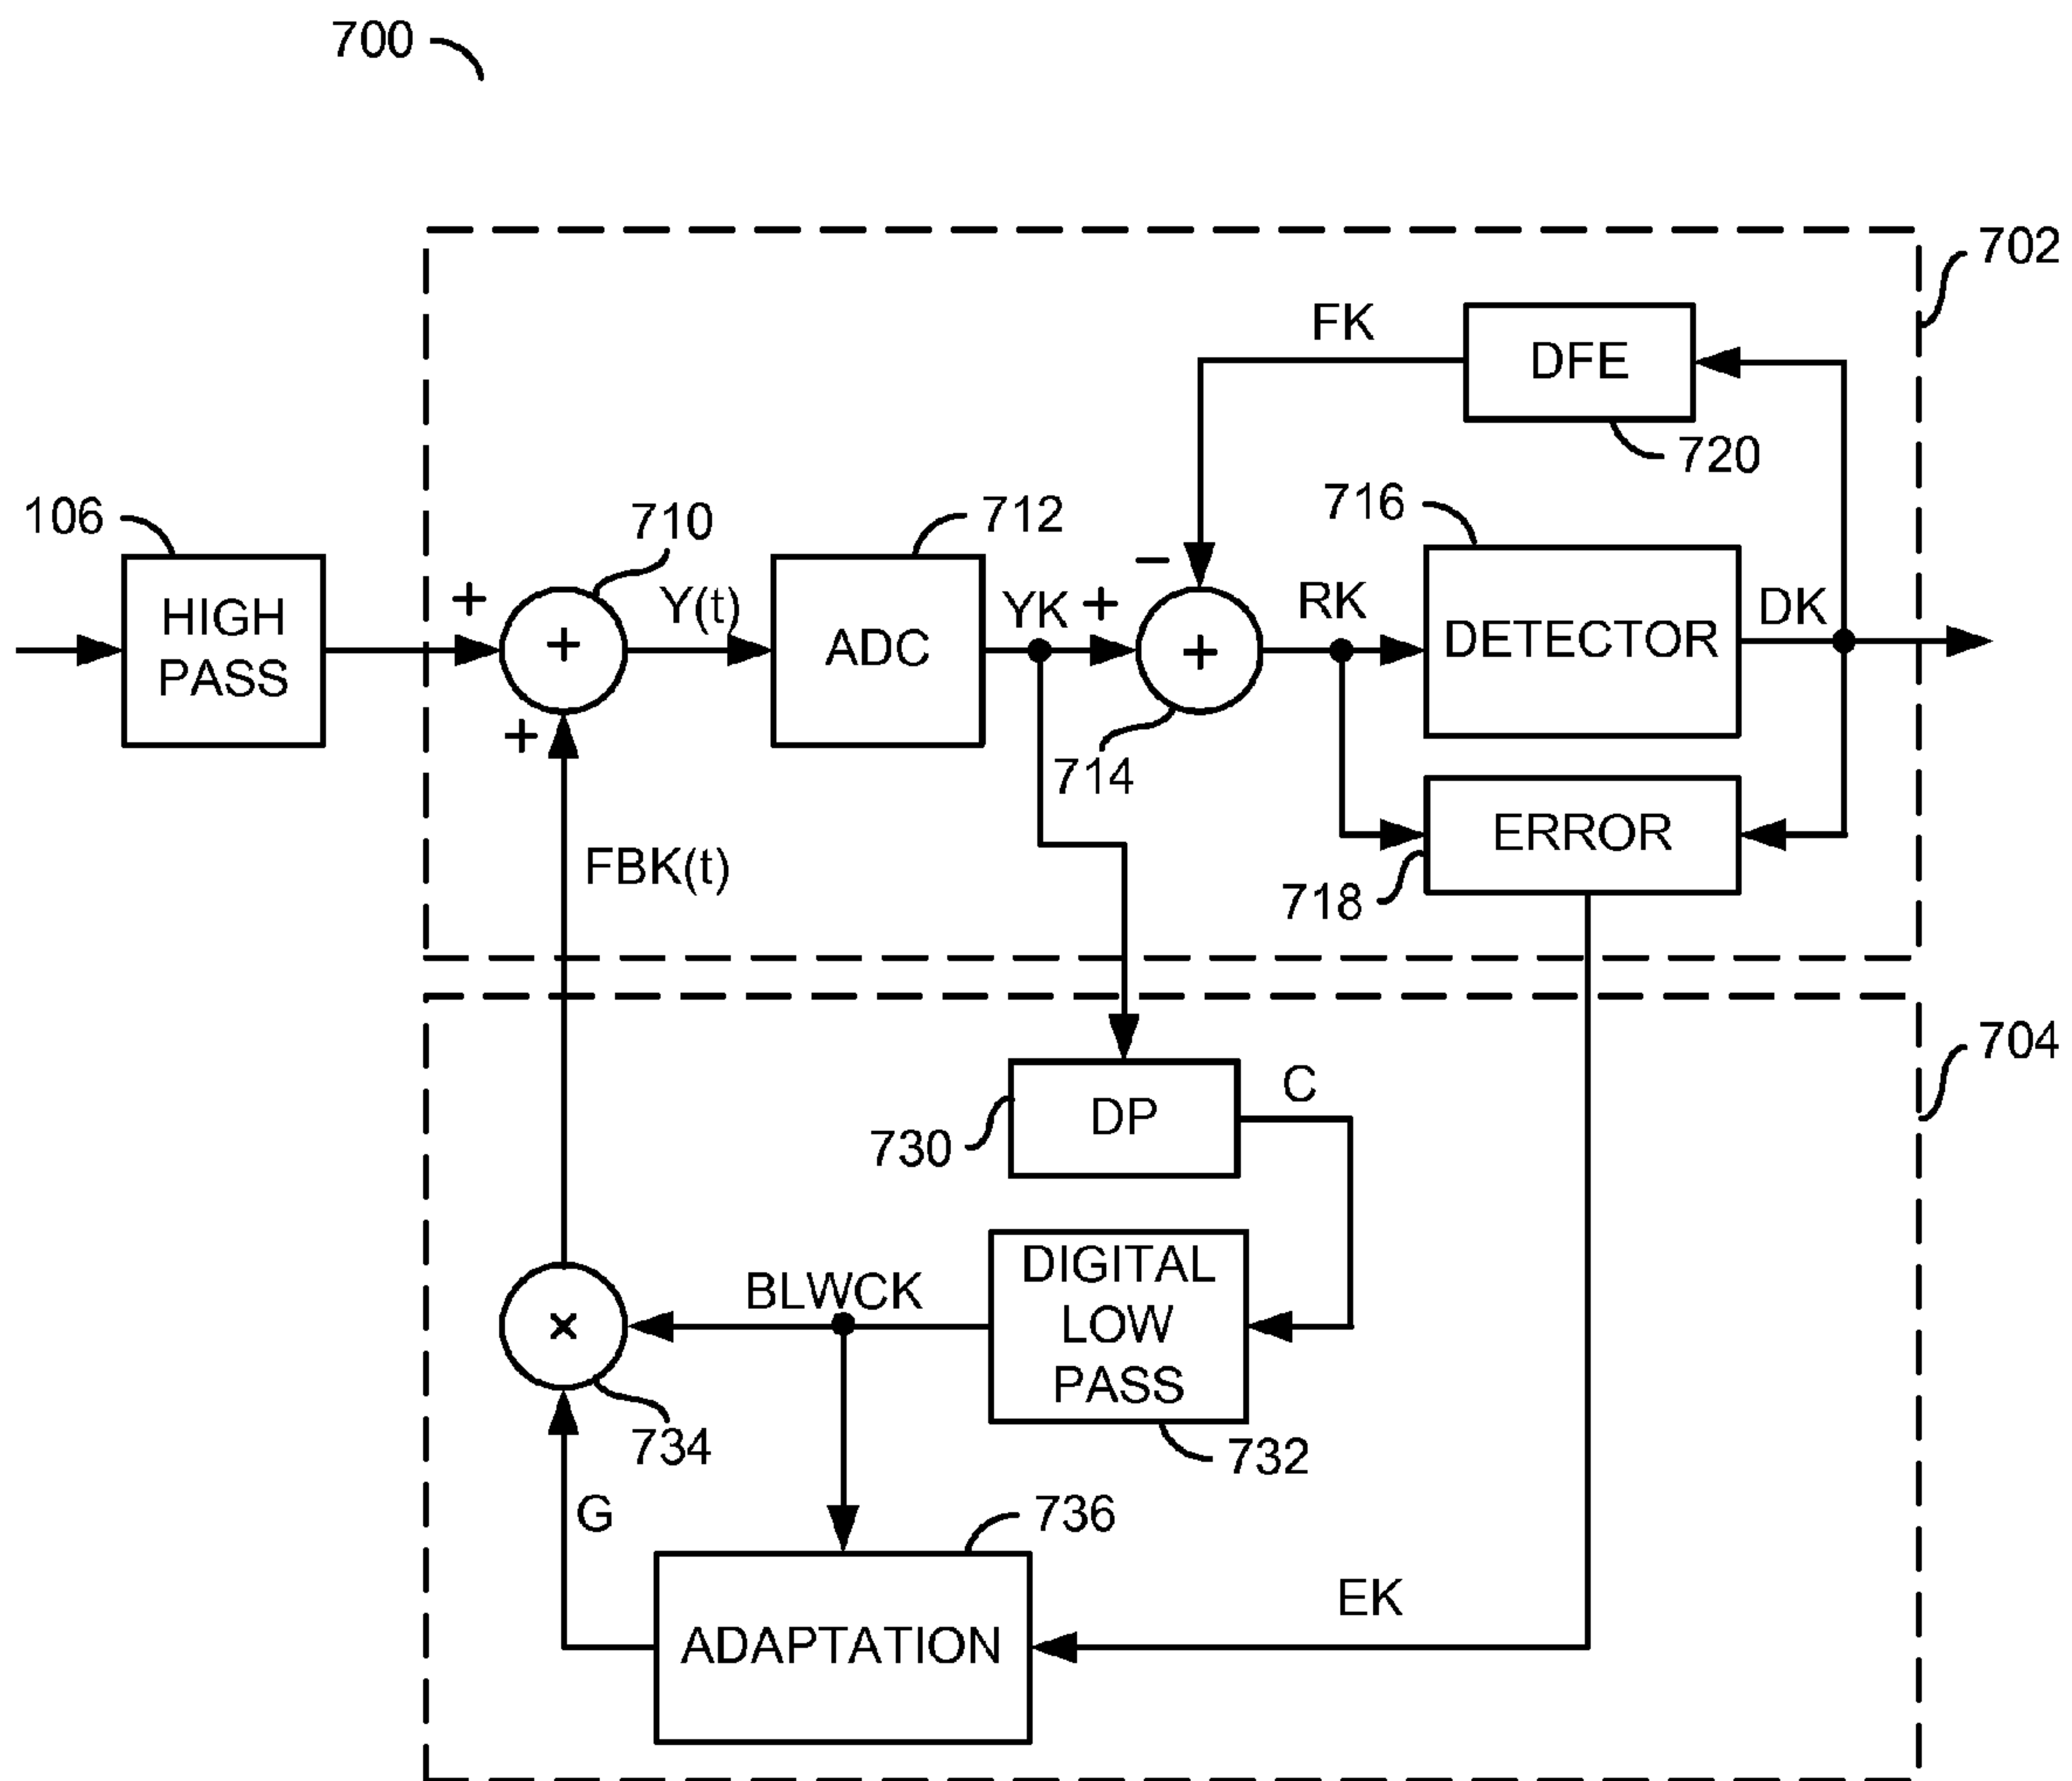 700
702
FK
DFE
720
106
710
712
716
HIGH
PASS
+
+
+
Y(t)
ADC
YK
+
−
+
714
RK
DETECTOR
DK
ERROR
718
FBK(t)
704
DP
C
730
DIGITAL
LOW
PASS
732
BLWCK
×
734
G
736
ADAPTATION
EK